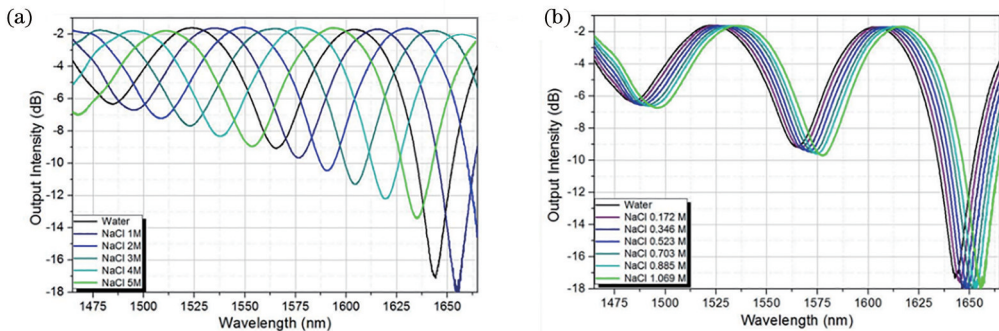 (a)
Output Intensity (dB)
-2
-4
-6
-8
-10
-12
-14
-16
-18
Water
NaCl 1M
NaCl 2M
NaCl 3M
NaCl 4M
NaCl 5M
1475 1500 1525 1550 1575 1600 1625 1650
Wavelength (nm)
(b)
Output Intensity (dB)
-2
-4
-6
-8
-10
-12
-14
-16
-18
Water
NaCl 0.172 M
NaCl 0.346 M
NaCl 0.523 M
NaCl 0.703 M
NaCl 0.885 M
NaCl 1.069 M
1475 1500 1525 1550 1575 1600 1625 1650
Wavelength (nm)